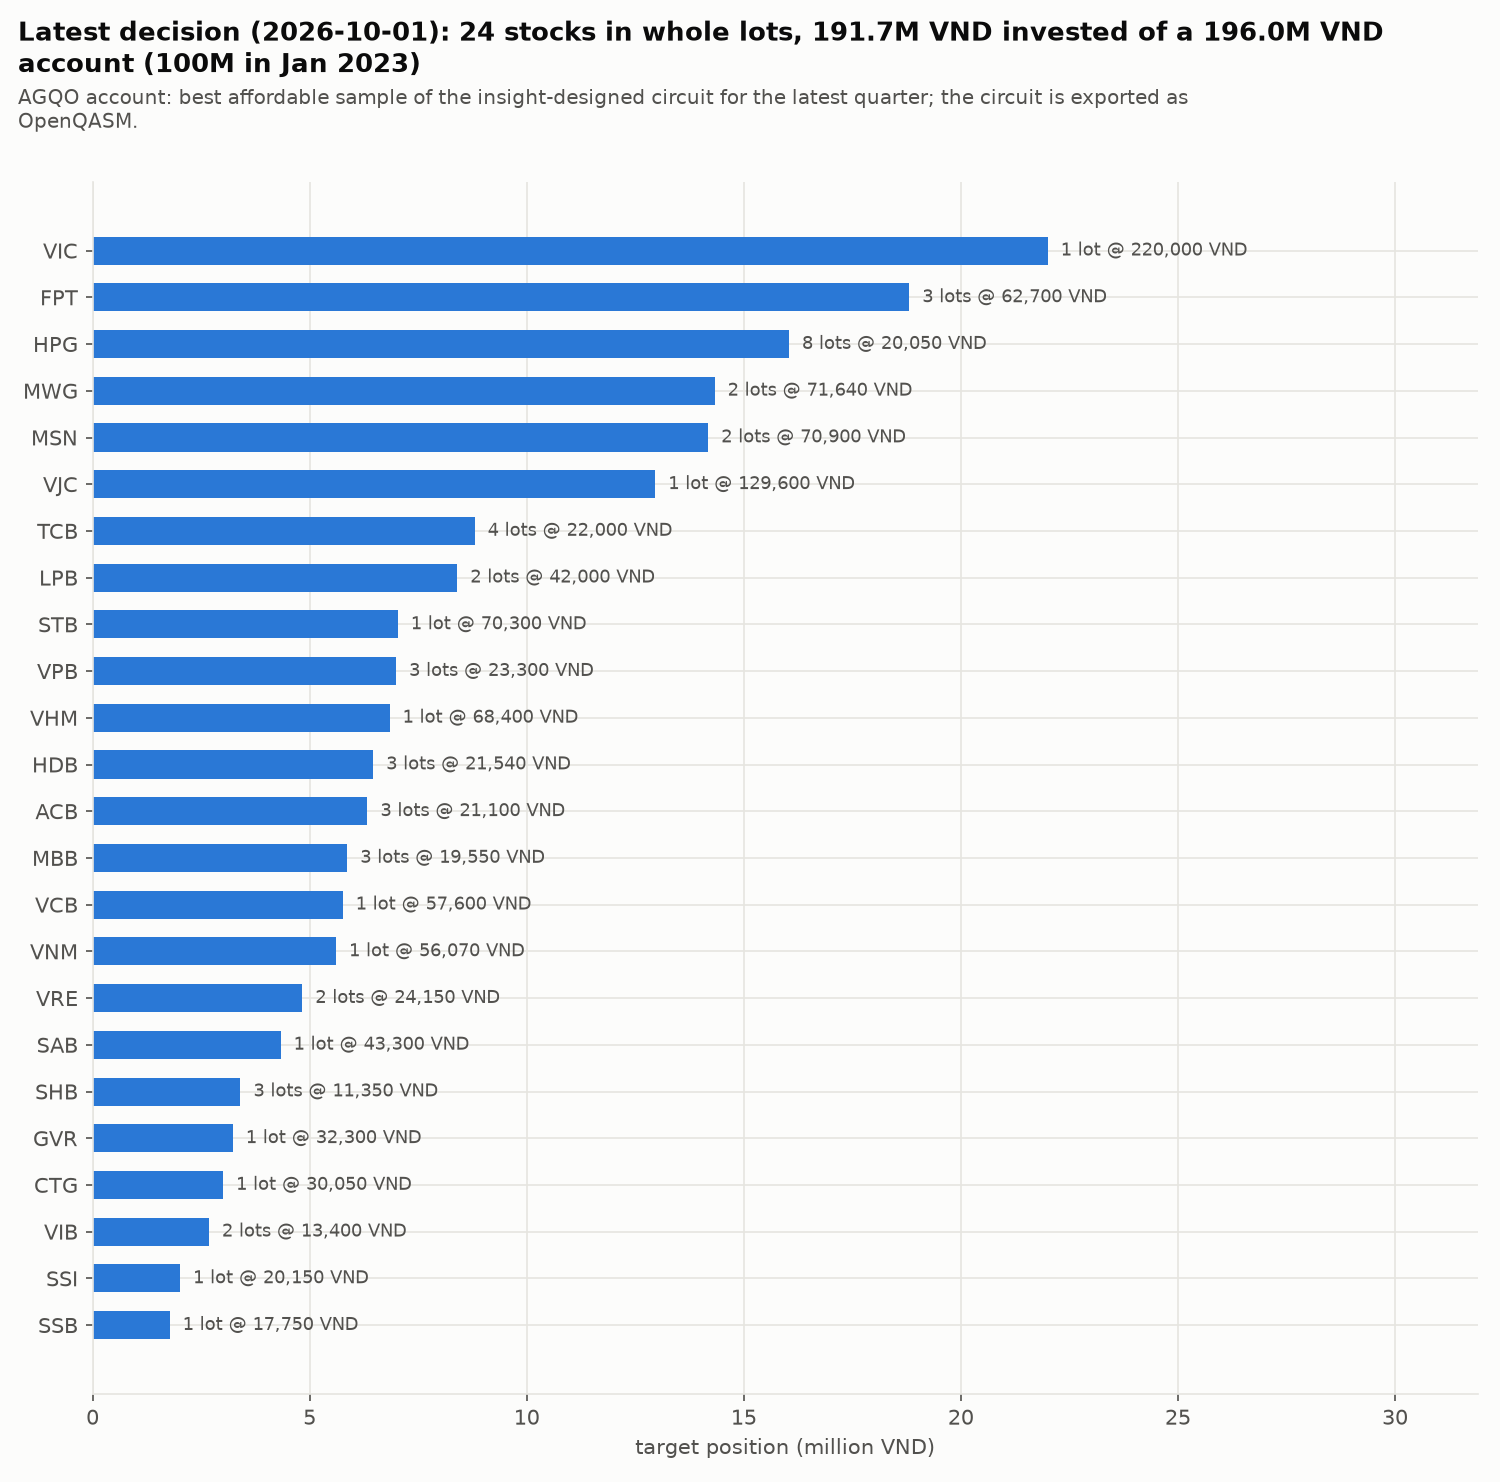 Latest decision (2026-10-01): 24 stocks in whole lots, 191.7M VND invested of a 196.0M VND
account (100M in Jan 2023)
AGQO account: best affordable sample of the insight-designed circuit for the latest quarter; the circuit is exported as
OpenQASM.
VIC 1 lot @ 220,000 VND
FPT 3 lots @ 62,700 VND
HPG 8 lots @ 20,050 VND
MWG 2 lots @ 71,640 VND
MSN 2 lots @ 70,900 VND
VJC 1 lot @ 129,600 VND
TCB 4 lots @ 22,000 VND
LPB 2 lots @ 42,000 VND
STB 1 lot @ 70,300 VND
VPB 3 lots @ 23,300 VND
VHM 1 lot @ 68,400 VND
HDB 3 lots @ 21,540 VND
ACB 3 lots @ 21,100 VND
MBB 3 lots @ 19,550 VND
VCB 1 lot @ 57,600 VND
VNM 1 lot @ 56,070 VND
VRE 2 lots @ 24,150 VND
SAB 1 lot @ 43,300 VND
SHB 3 lots @ 11,350 VND
GVR 1 lot @ 32,300 VND
CTG 1 lot @ 30,050 VND
VIB 2 lots @ 13,400 VND
SSI 1 lot @ 20,150 VND
SSB 1 lot @ 17,750 VND
0 5 10 15 20 25 30
target position (million VND)